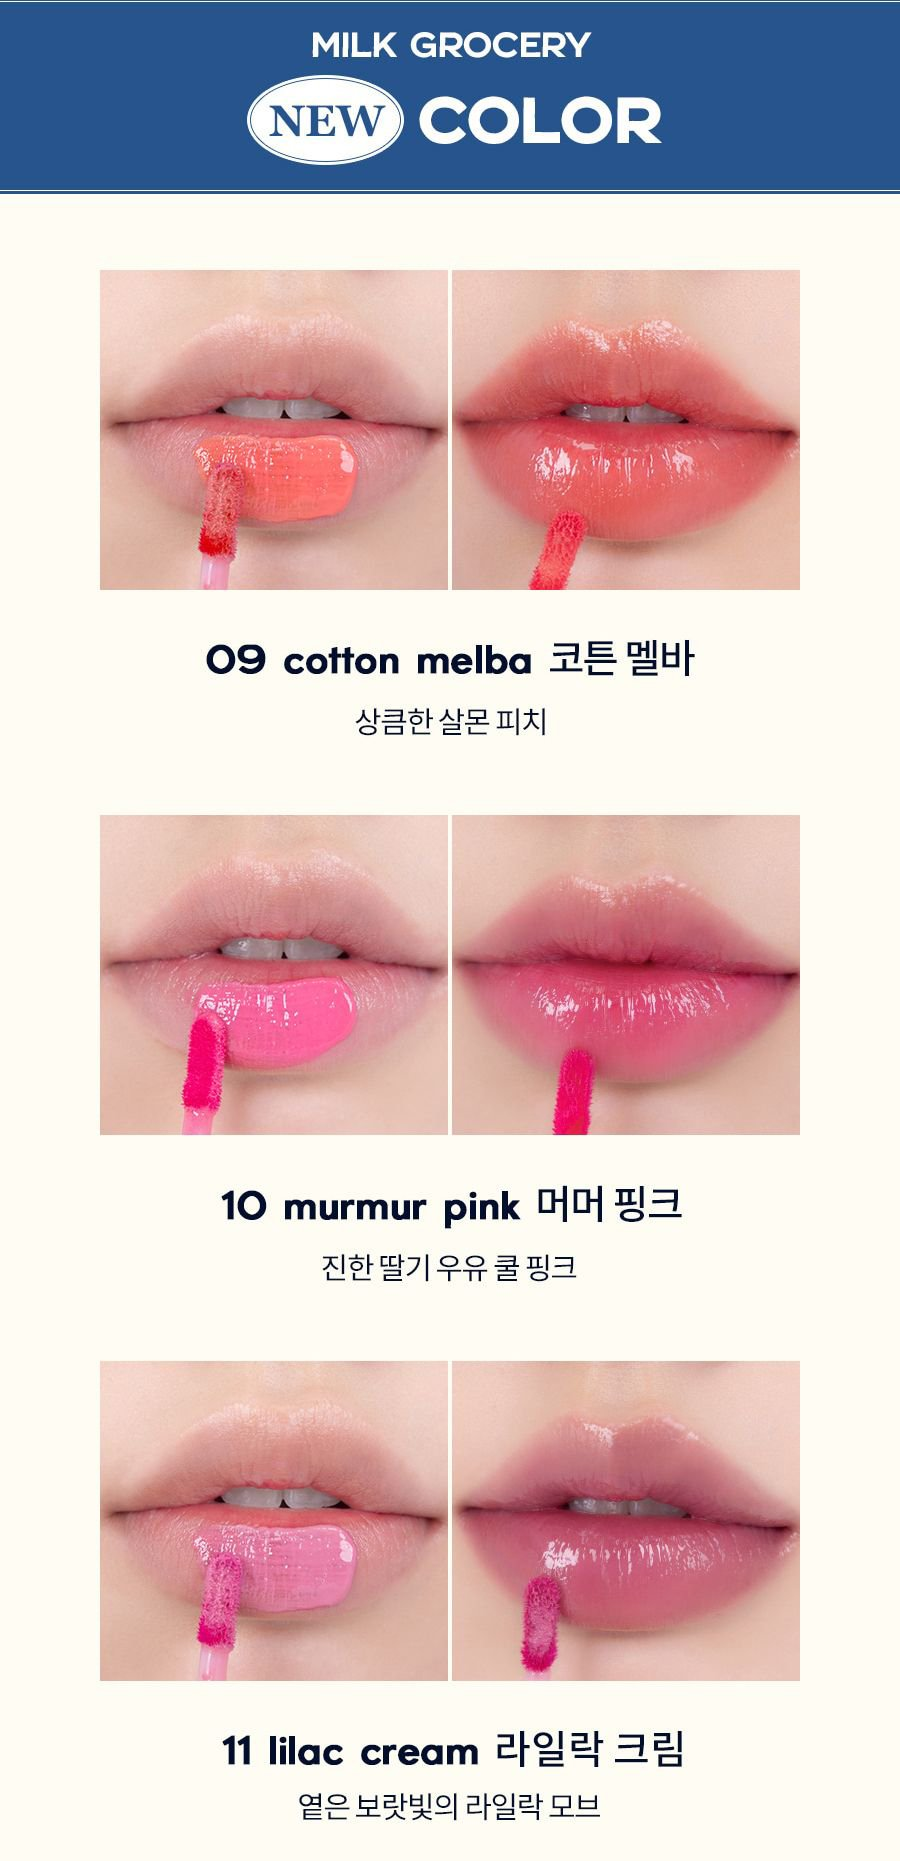 MILK GROCERY
NEW COLOR
09 cotton melba 코튼 멜바
상큼한 살몬 피치
10 murmur pink 머머 핑크
진한 딸기 우유 쿨 핑크
11 lilac cream 라일락 크림
옅은 보랏빛의 라일락 모브